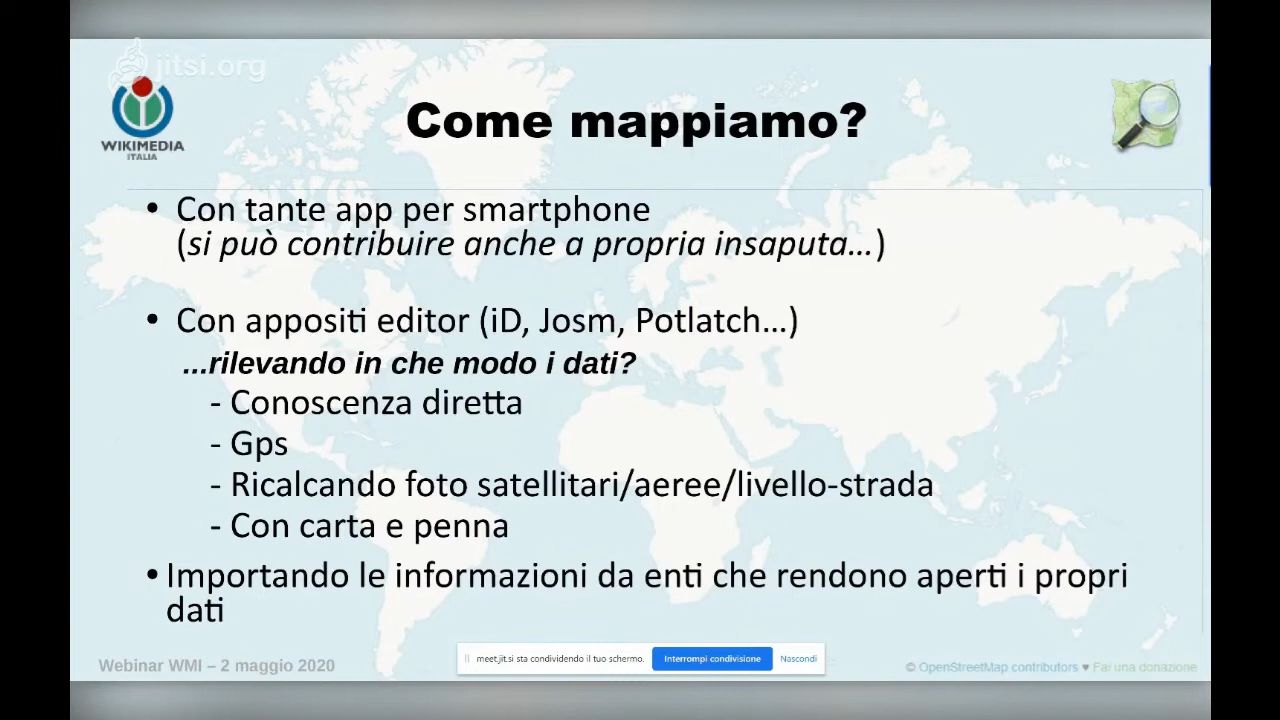 jitsi.org
WIKIMEDIA
ITALIA
Come mappiamo?
• Con tante app per smartphone
(si può contribuire anche a propria insaputa...)
• Con appositi editor (iD, Josm, Potlatch...)
...rilevando in che modo i dati?
- Conoscenza diretta
- Gps
- Ricalcando foto satellitari/aeree/livello-strada
- Con carta e penna
• Importando le informazioni da enti che rendono aperti i propri
dati
Webinar WMI – 2 maggio 2020
meet.jit.si sta condividendo il tuo schermo.
Interrompi condivisione
Nascondi
© OpenStreetMap contributors ♥ Fai una donazione